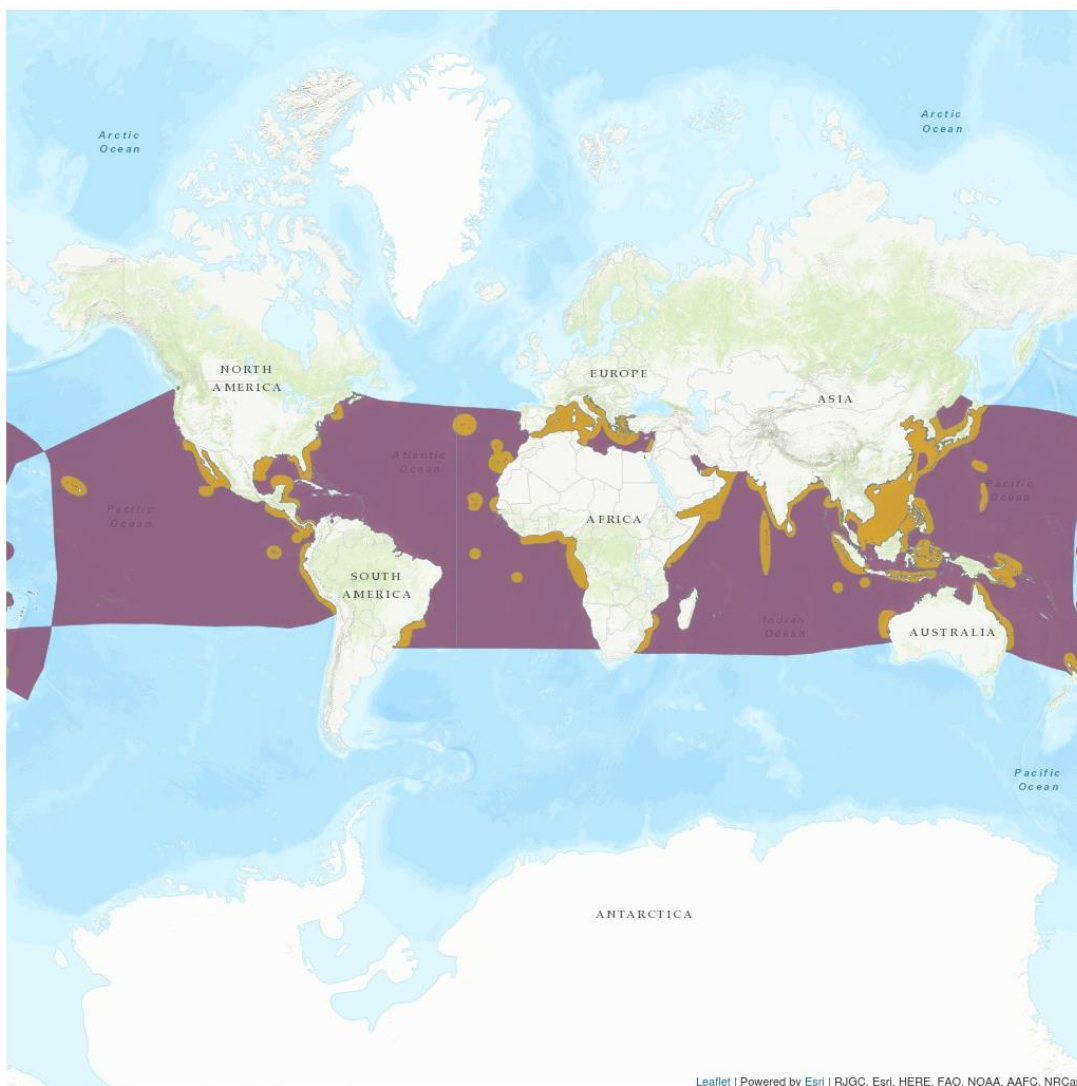 Arctic
Ocean
Arctic
Ocean
NORTH
AMERICA
EUROPE
ASIA
Atlantic
Ocean
Pacific
Ocean
Pacific
Ocean
AFRICA
SOUTH
AMERICA
Indian
Ocean
AUSTRALIA
Pacific
Ocean
ANTARCTICA
Leaflet | Powered by Esri | RJGC, Esri, HERE, FAO, NOAA, AAFC, NRCa